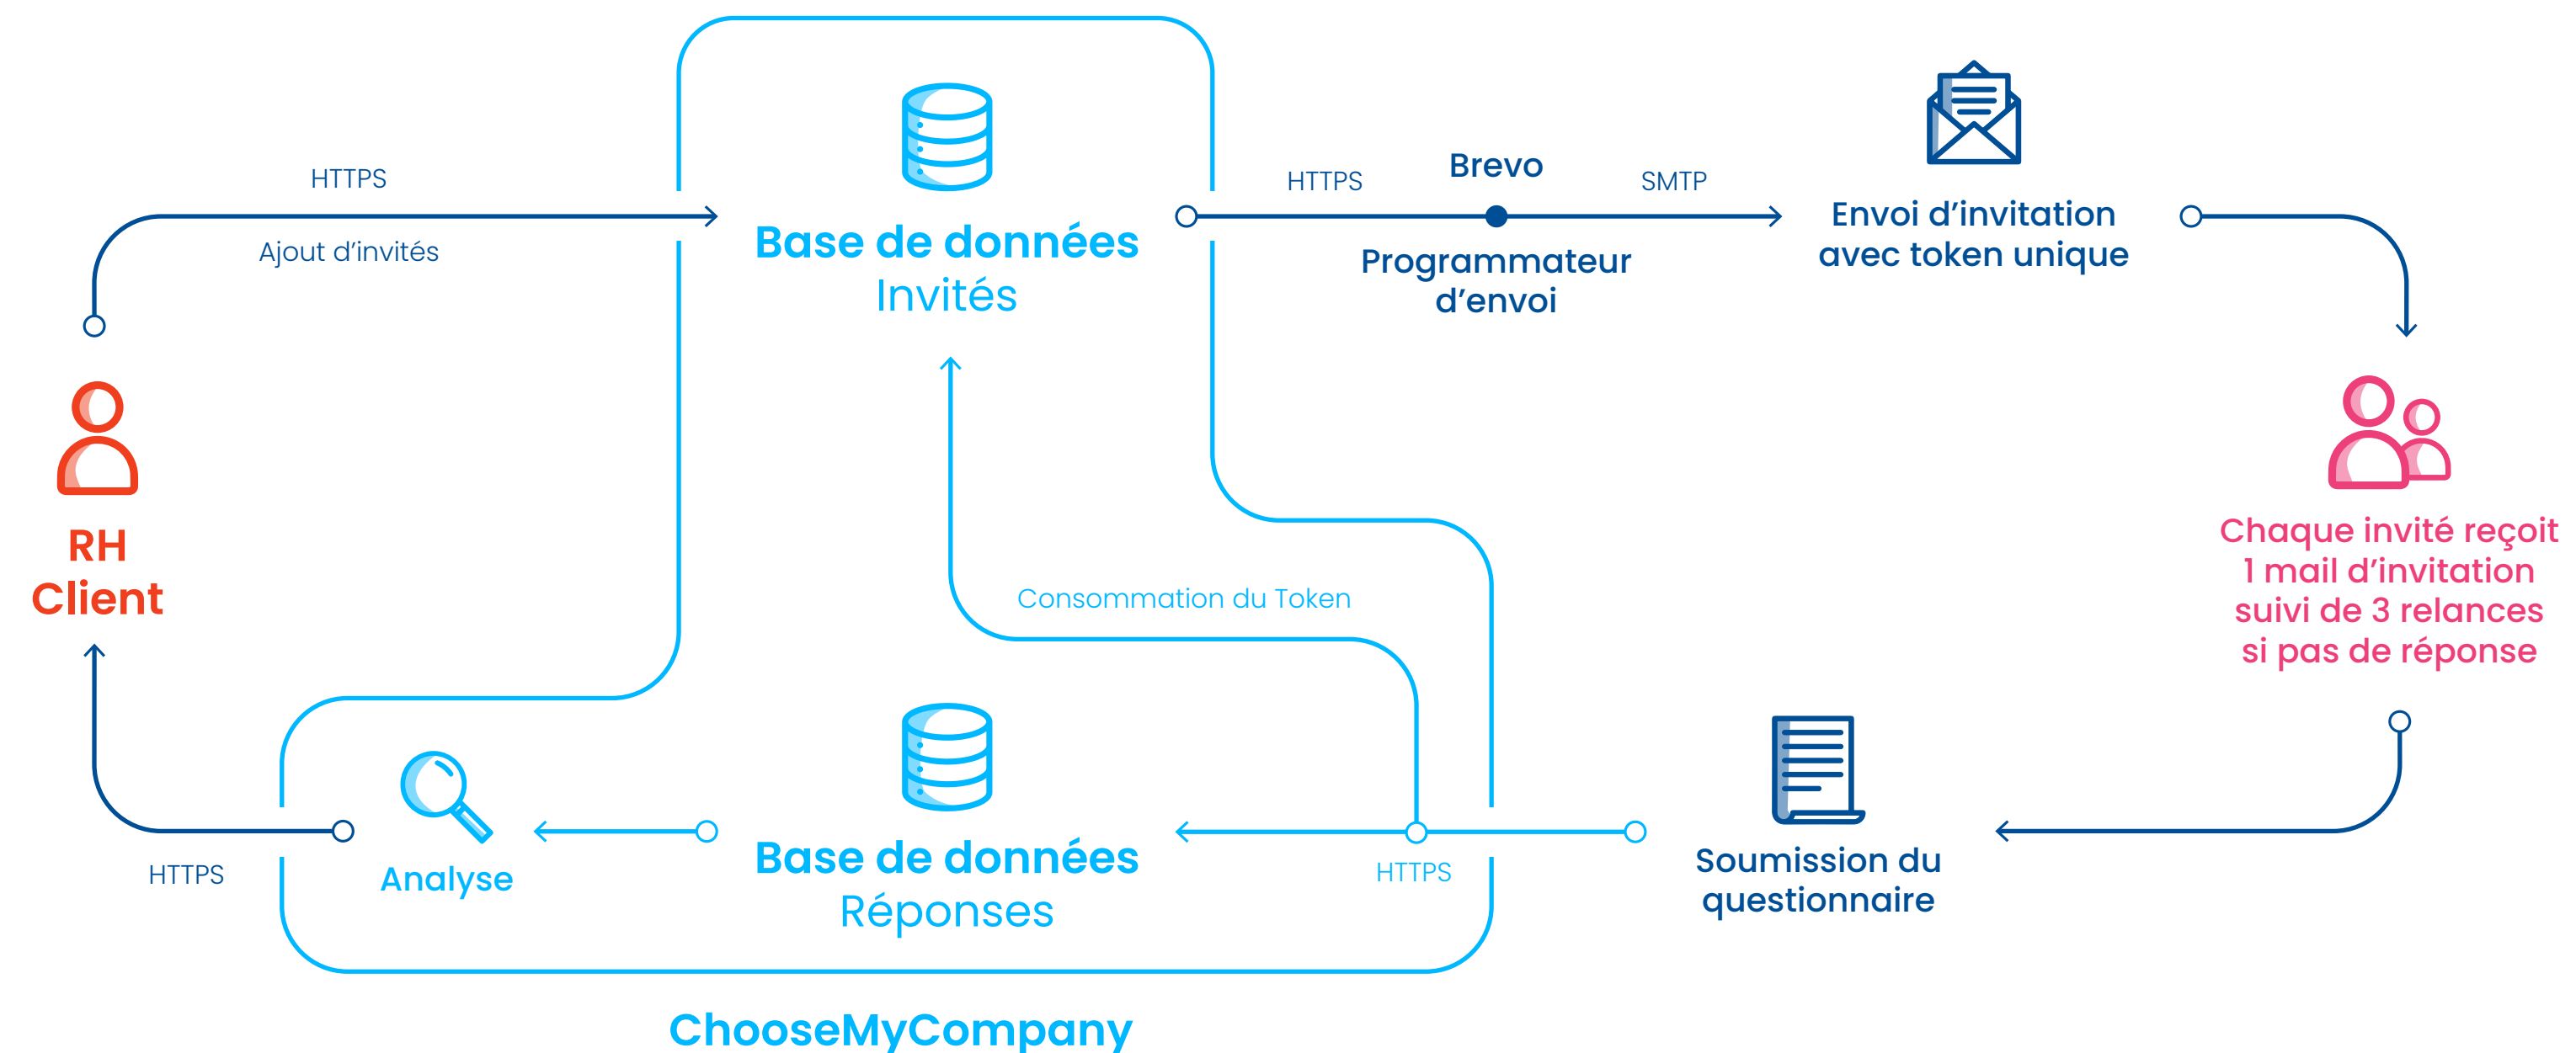 HTTPS
Ajout d’invités
RH
Client
Base de données
Invités
HTTPS
Brevo
SMTP
Programmateur
d’envoi
Envoi d’invitation
avec token unique
Chaque invité reçoit
1 mail d’invitation
suivi de 3 relances
si pas de réponse
Consommation du Token
Soumission du
questionnaire
HTTPS
Base de données
Réponses
Analyse
HTTPS
ChooseMyCompany